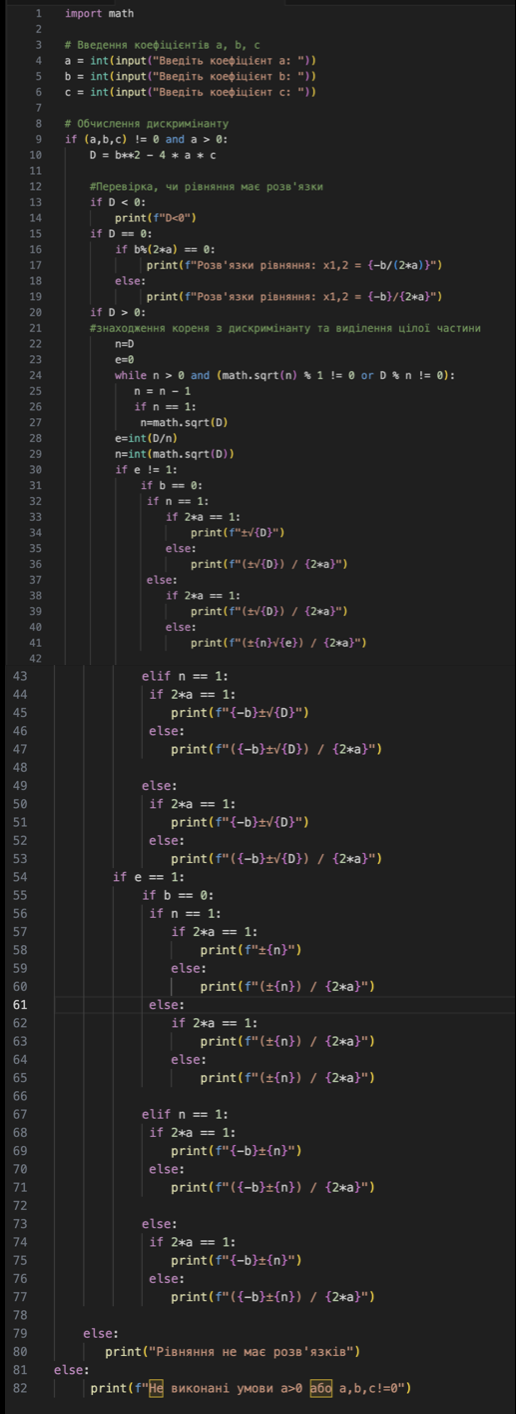 1 import math
2
3 # Введення коефіцієнтів a, b, c
4 a = int(input("Введіть коефіцієнт a: "))
5 b = int(input("Введіть коефіцієнт b: "))
6 c = int(input("Введіть коефіцієнт c: "))
7
8 # Обчислення дискримінанту
9 if (a,b,c) != 0 and a > 0:
10 D = b**2 - 4 * a * c
11
12 #Перевірка, чи рівняння має розв'язки
13 if D < 0:
14 print(f"D<0")
15 if D == 0:
16 if b%(2*a) == 0:
17 print(f"Розв'язки рівняння: x1,2 = {-b/(2*a)}")
18 else:
19 print(f"Розв'язки рівняння: x1,2 = {-b}/{2*a}")
20 if D > 0:
21 #знаходження кореня з дискримінанту та виділення цілої частини
22 n=D
23 e=0
24 while n > 0 and (math.sqrt(n) % 1 != 0 or D % n != 0):
25 n = n - 1
26 if n == 1:
27 n=math.sqrt(D)
28 e=int(D/n)
29 n=int(math.sqrt(D))
30 if e != 1:
31 if b == 0:
32 if n == 1:
33 if 2*a == 1:
34 print(f"±√{D}")
35 else:
36 print(f"(±√{D}) / {2*a}")
37 else:
38 if 2*a == 1:
39 print(f"(±√{D}) / {2*a}")
40 else:
41 print(f"(±{n}√{e}) / {2*a}")
42
43 elif n == 1:
44 if 2*a == 1:
45 print(f"{-b}±√{D}")
46 else:
47 print(f"({-b}±√{D}) / {2*a}")
48
49 else:
50 if 2*a == 1:
51 print(f"{-b}±√{D}")
52 else:
53 print(f"({-b}±√{D}) / {2*a}")
54 if e == 1:
55 if b == 0:
56 if n == 1:
57 if 2*a == 1:
58 print(f"±{n}")
59 else:
60 print(f"(±{n}) / {2*a}")
61 else:
62 if 2*a == 1:
63 print(f"(±{n}) / {2*a}")
64 else:
65 print(f"(±{n}) / {2*a}")
66
67 elif n == 1:
68 if 2*a == 1:
69 print(f"{-b}±{n}")
70 else:
71 print(f"({-b}±{n}) / {2*a}")
72
73 else:
74 if 2*a == 1:
75 print(f"{-b}±{n}")
76 else:
77 print(f"({-b}±{n}) / {2*a}")
78
79 else:
80 print("Рівняння не має розв'язків")
81 else:
82 print(f"Не виконані умови a>0 або a,b,c!=0")